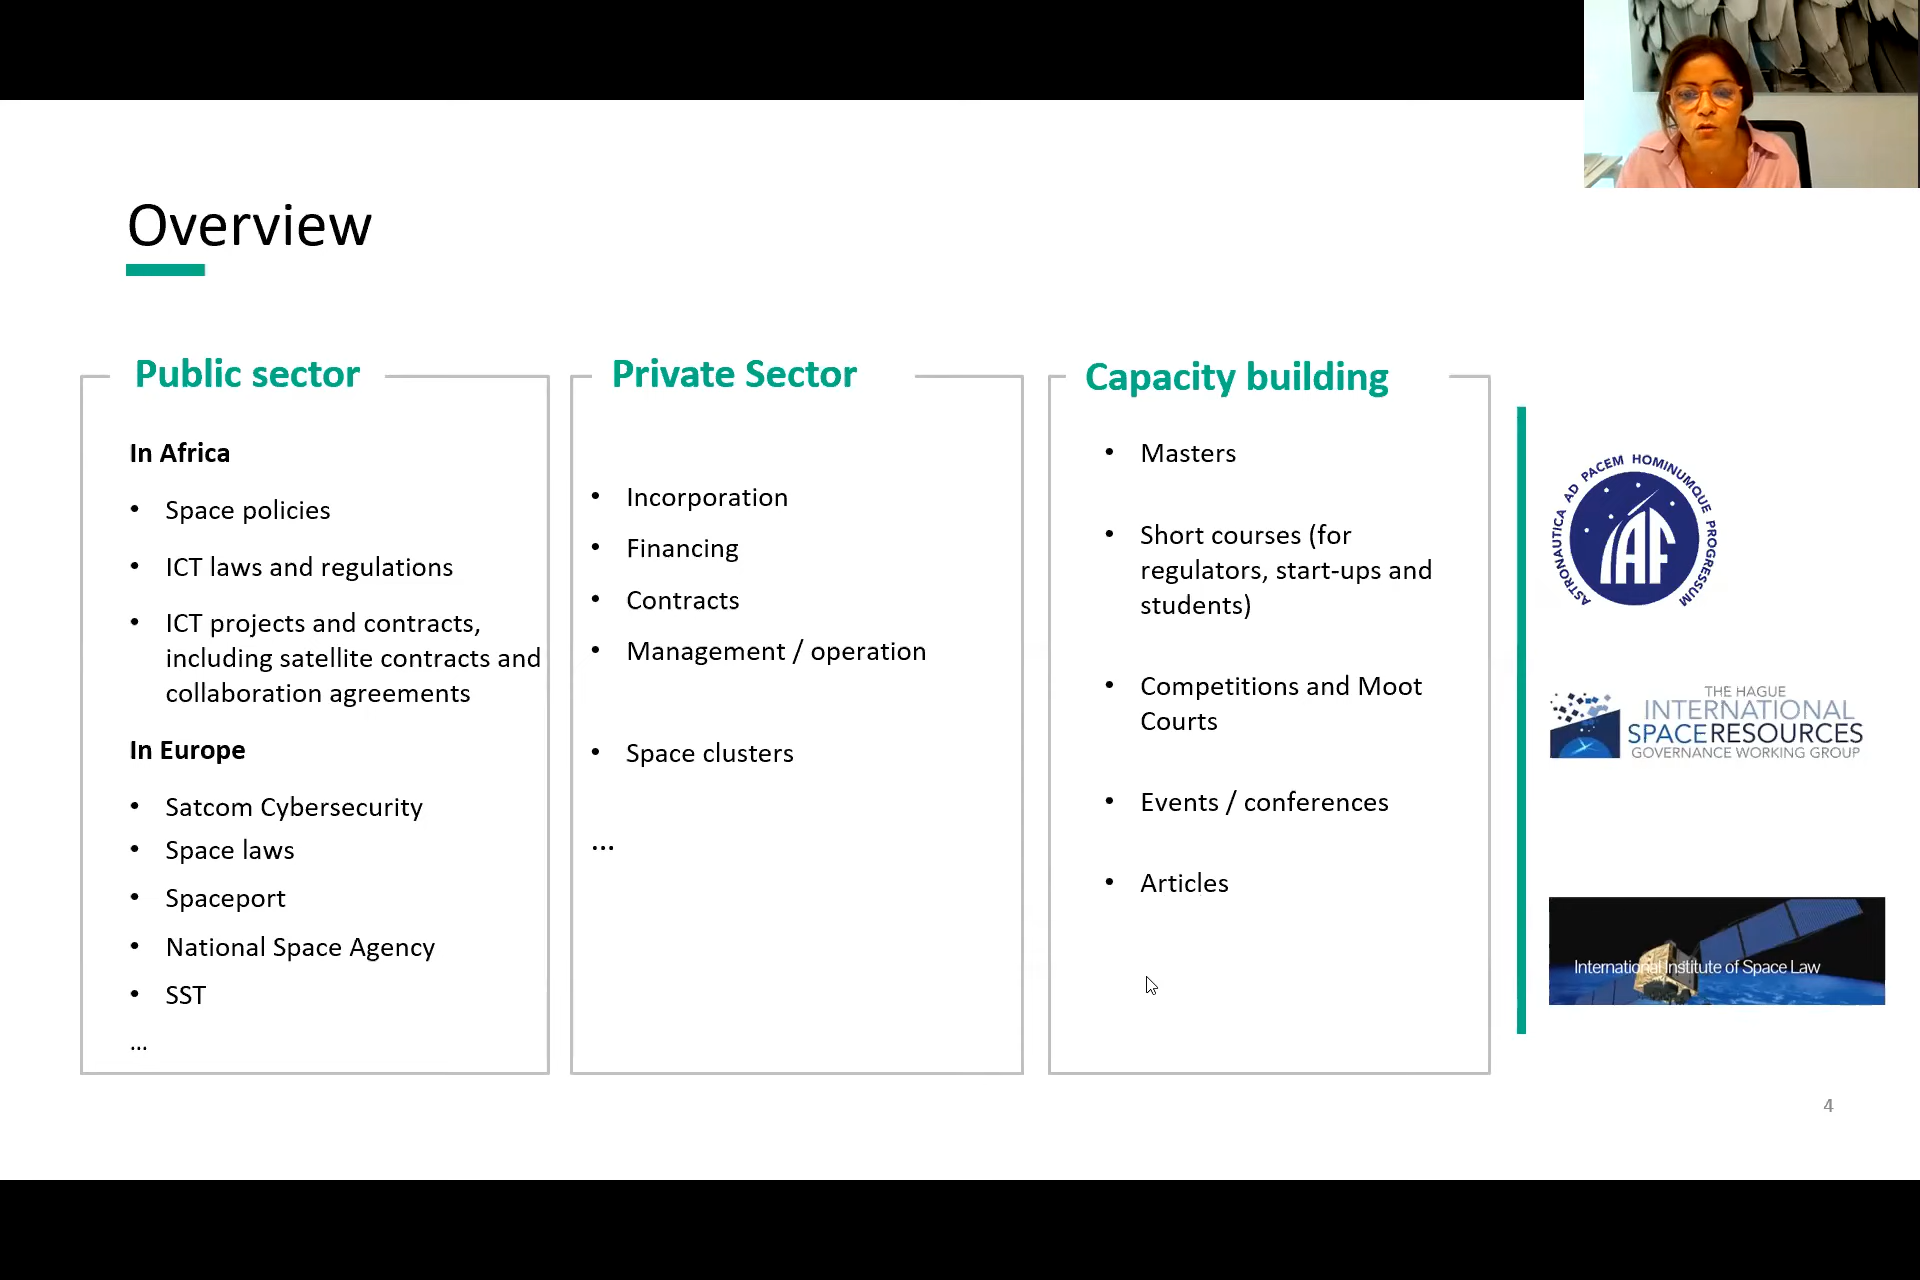 Overview
Public sector
In Africa
• Space policies
• ICT laws and regulations
• ICT projects and contracts,
including satellite contracts and
collaboration agreements
In Europe
• Satcom Cybersecurity
• Space laws
• Spaceport
• National Space Agency
• SST
...
Private Sector
• Incorporation
• Financing
• Contracts
• Management / operation
• Space clusters
...
Capacity building
• Masters
• Short courses (for
regulators, start-ups and
students)
• Competitions and Moot
Courts
• Events / conferences
• Articles
ASTRONAUTICA AD PACEM HOMINUMQUE PROGRESSUM
IAF
THE HAGUE
INTERNATIONAL
SPACERESOURCES
GOVERNANCE WORKING GROUP
International Institute of Space Law
4